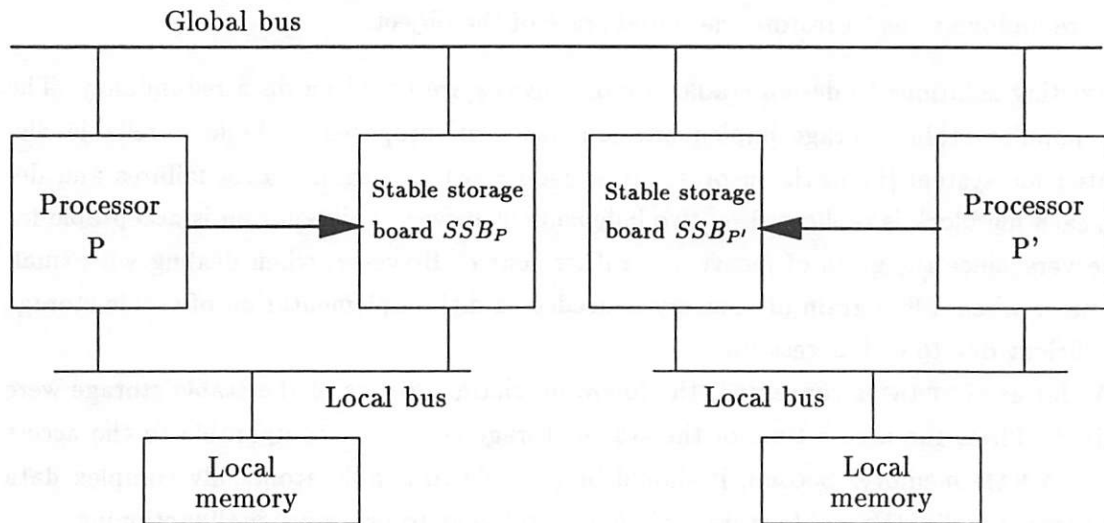 Global bus
Processor
P
Stable storage
board SSB_P
Stable storage
board SSB_P'
Processor
P'
Local bus
Local bus
Local
memory
Local
memory